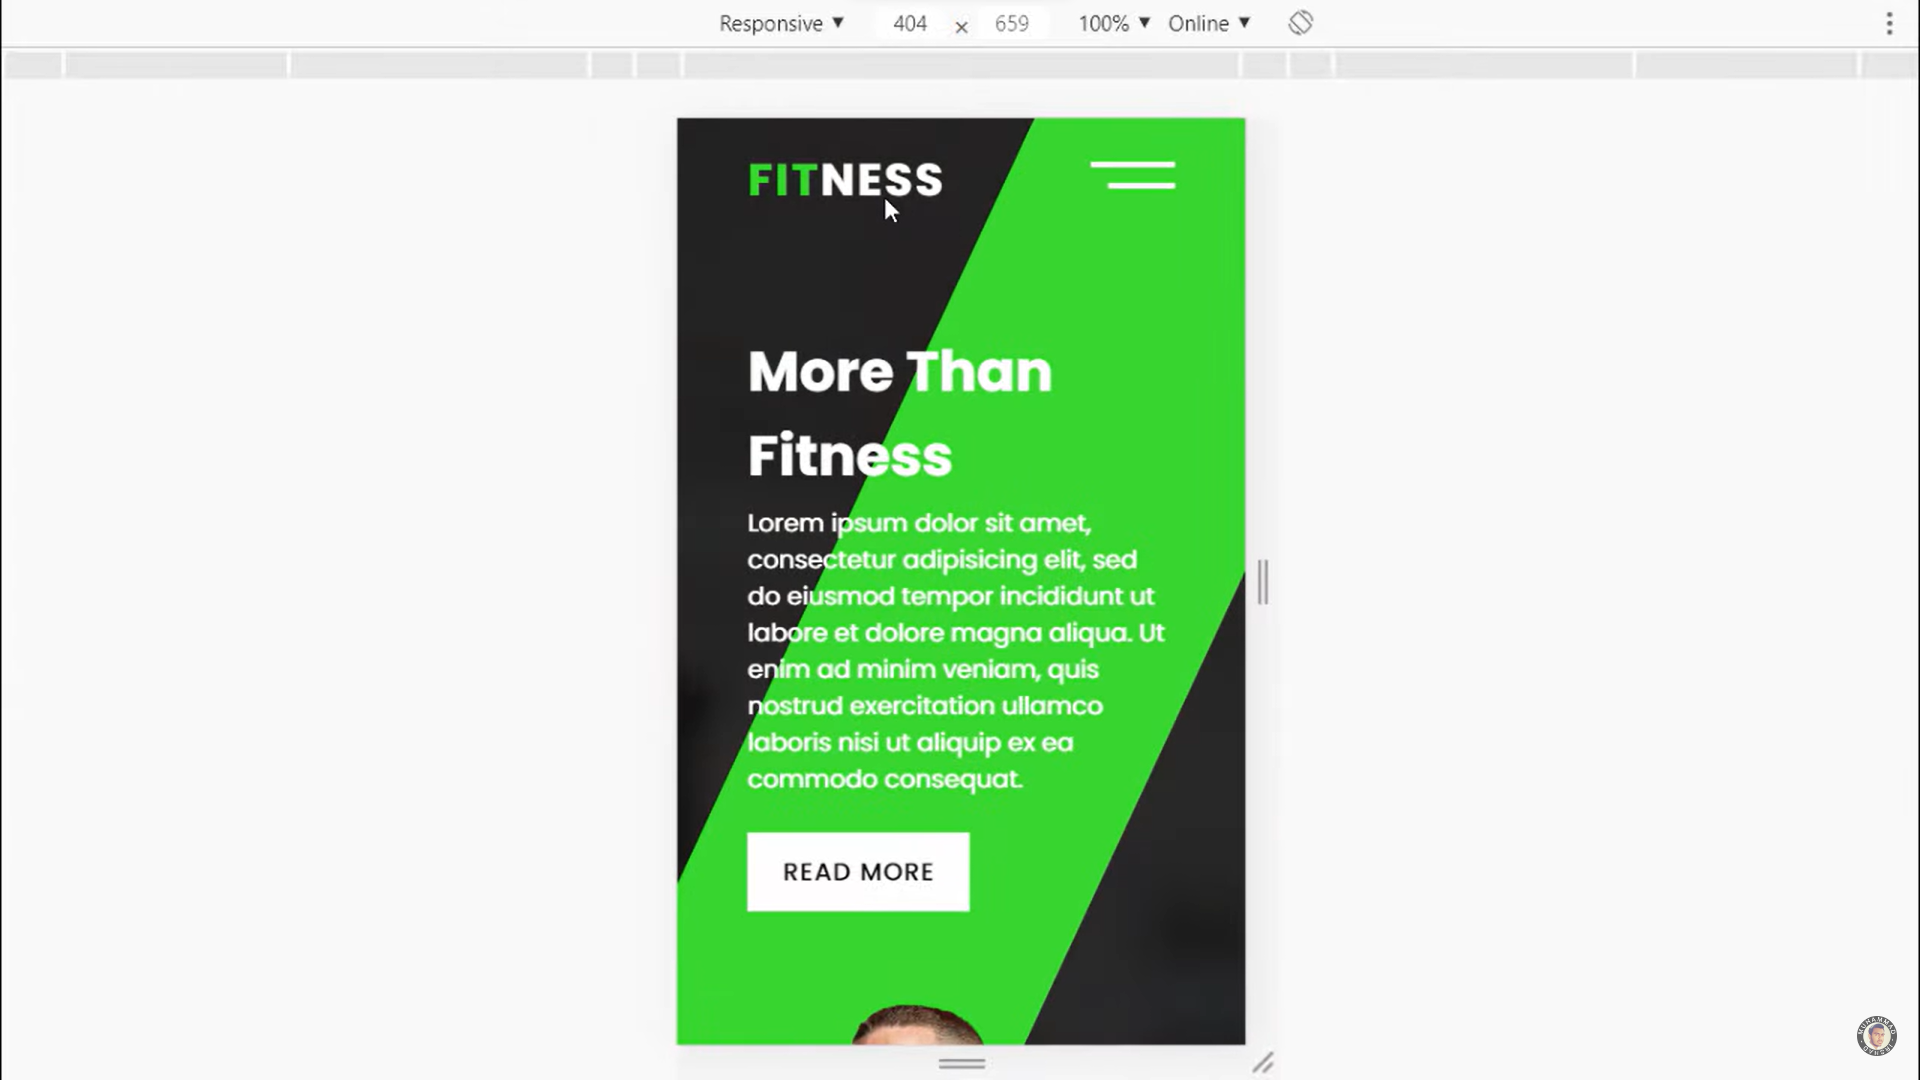 Responsive ▼ 404 × 659 100% ▼ Online ▼
FITNESS
More Than
Fitness
Lorem ipsum dolor sit amet,
consectetur adipisicing elit, sed
do eiusmod tempor incididunt ut
labore et dolore magna aliqua. Ut
enim ad minim veniam, quis
nostrud exercitation ullamco
laboris nisi ut aliquip ex ea
commodo consequat.
READ MORE
MUHAMMAD